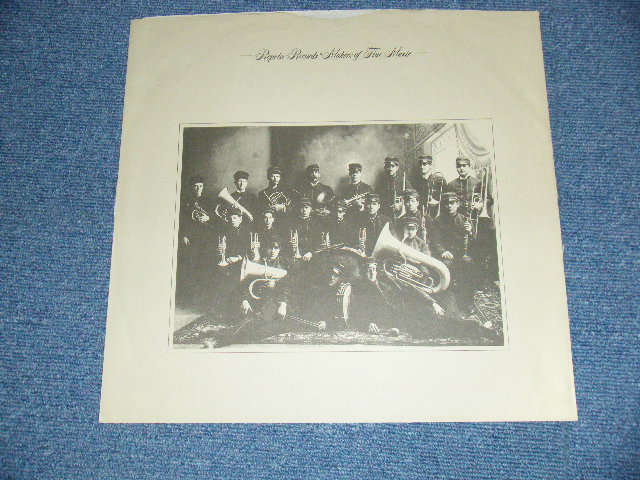 Reprise Records • Makers of Fine Music